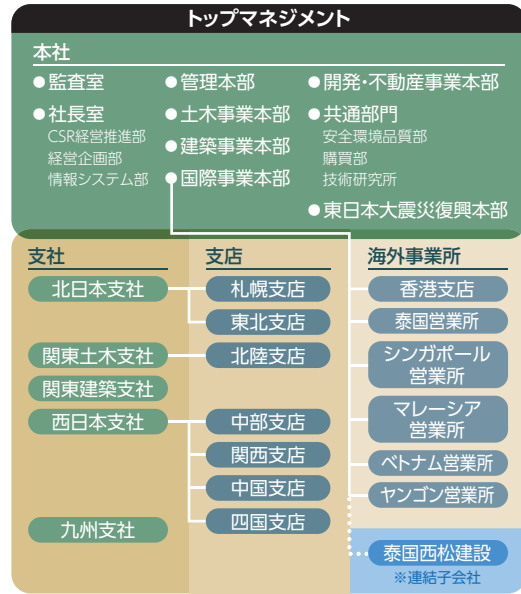 トップマネジメント
本社
●監査室
●社長室
CSR経営推進部
経営企画部
情報システム部
●管理本部
●土木事業本部
●建築事業本部
●国際事業本部
●開発・不動産事業本部
●共通部門
安全環境品質部
購買部
技術研究所
●東日本大震災復興本部
支社
北日本支社
関東土木支社
関東建築支社
西日本支社
九州支社
支店
札幌支店
東北支店
北陸支店
中部支店
関西支店
中国支店
四国支店
海外事業所
香港支店
泰国営業所
シンガポール
営業所
マレーシア
営業所
ベトナム営業所
ヤンゴン営業所
泰国西松建設
※連結子会社